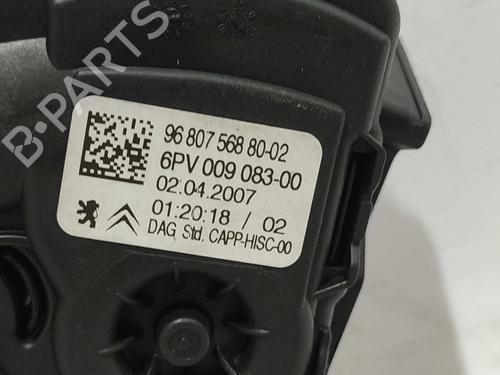 B-PARTS
96 807 568 80-02
6PV 009 083-00
02.04.2007
01:20:18 / 02
DAG Std. CAPP-HISC-00